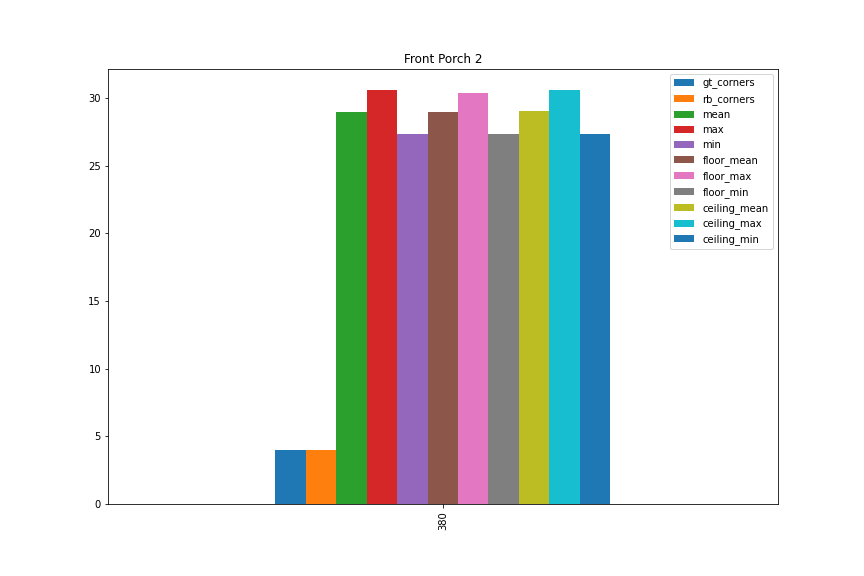 Front Porch 2
gt_corners
rb_corners
mean
max
min
floor_mean
floor_max
floor_min
ceiling_mean
ceiling_max
ceiling_min
30
25
20
15
10
5
0
380